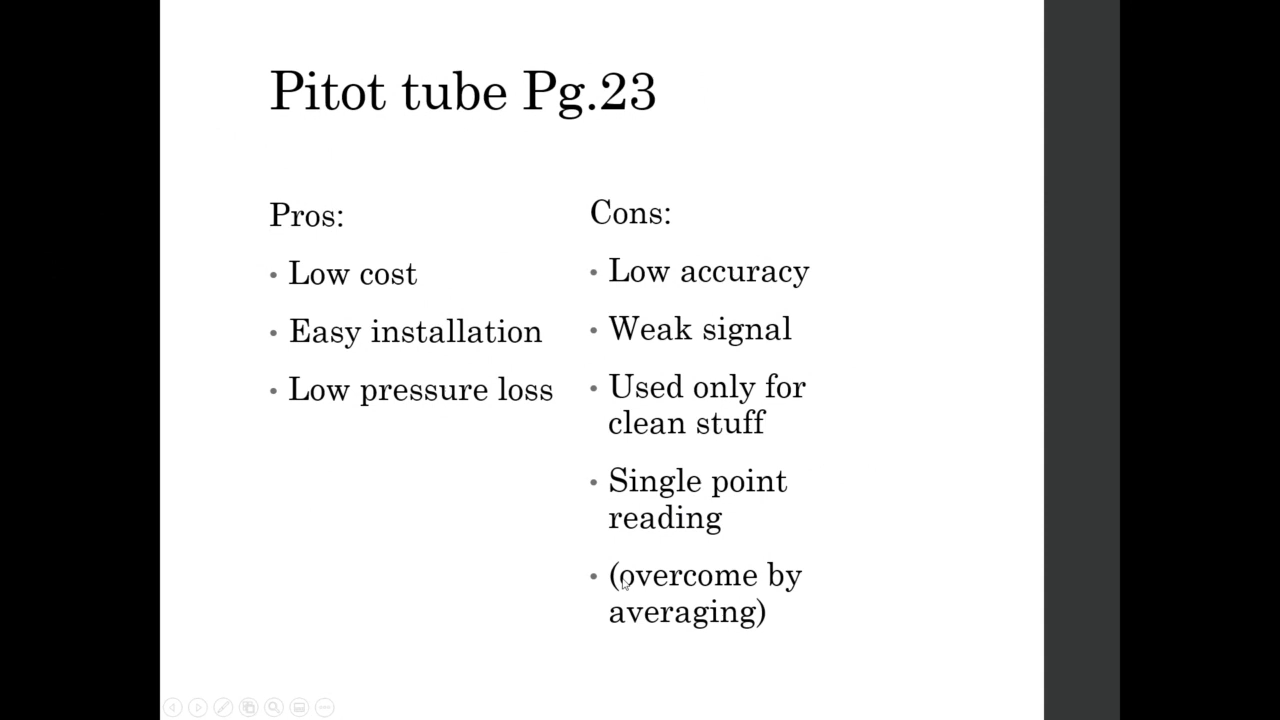 Pitot tube Pg.23
Pros:
• Low cost
• Easy installation
• Low pressure loss
Cons:
• Low accuracy
• Weak signal
• Used only for
clean stuff
• Single point
reading
• (overcome by
averaging)